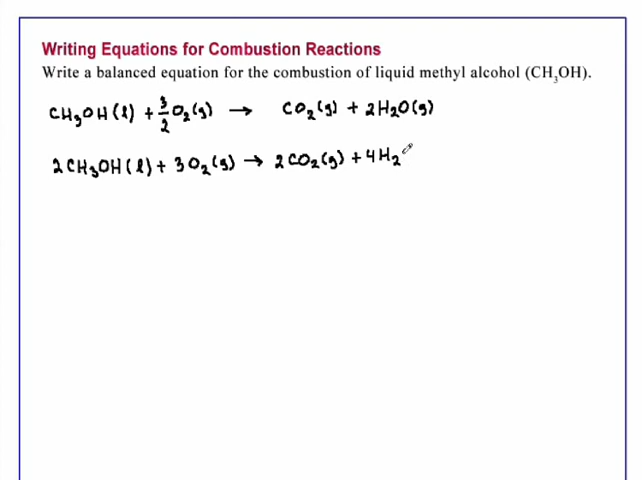 Writing Equations for Combustion Reactions
Write a balanced equation for the combustion of liquid methyl alcohol (CH₃OH).
CH₃OH(l) + 3/2 O₂(g) → CO₂(g) + 2H₂O(g)
2CH₃OH(l) + 3O₂(g) → 2CO₂(g) + 4H₂